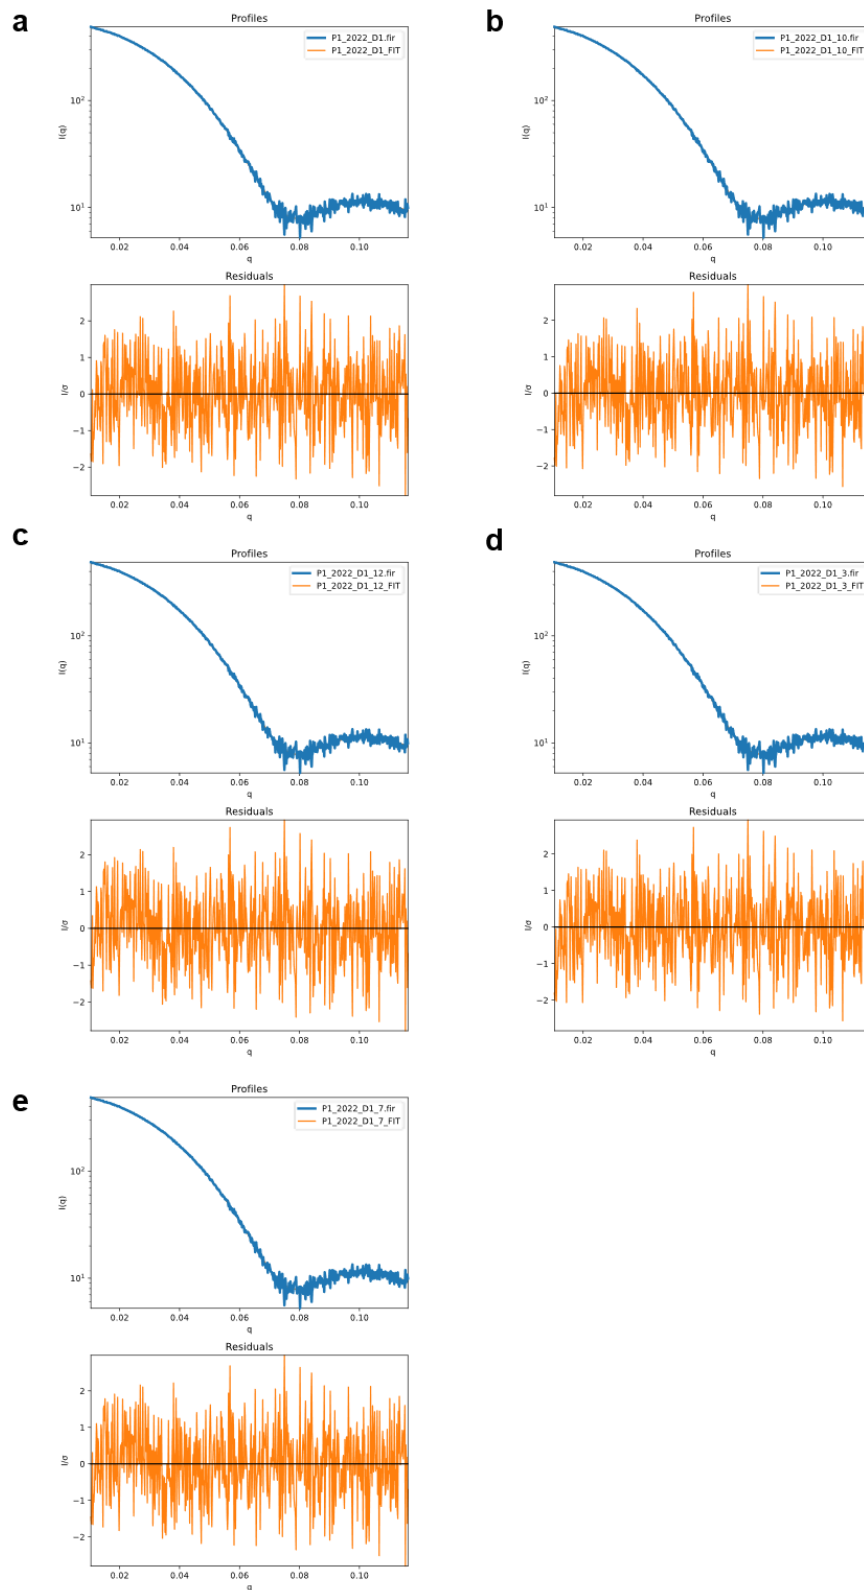 a
Profiles
P1_2022_D1.fir
P1_2022_D1_FIT
I(q)
10²
10¹
0.02 0.04 0.06 0.08 0.10
q
Residuals
I/σ
2
1
0
−1
−2
0.02 0.04 0.06 0.08 0.10
q
b
Profiles
P1_2022_D1_10.fir
P1_2022_D1_10_FIT
I(q)
10²
10¹
0.02 0.04 0.06 0.08 0.10
q
Residuals
I/σ
2
1
0
−1
−2
0.02 0.04 0.06 0.08 0.10
q
c
Profiles
P1_2022_D1_12.fir
P1_2022_D1_12_FIT
I(q)
10²
10¹
0.02 0.04 0.06 0.08 0.10
q
Residuals
I/σ
2
1
0
−1
−2
0.02 0.04 0.06 0.08 0.10
q
d
Profiles
P1_2022_D1_3.fir
P1_2022_D1_3_FIT
I(q)
10²
10¹
0.02 0.04 0.06 0.08 0.10
q
Residuals
I/σ
2
1
0
−1
−2
0.02 0.04 0.06 0.08 0.10
q
e
Profiles
P1_2022_D1_7.fir
P1_2022_D1_7_FIT
I(q)
10²
10¹
0.02 0.04 0.06 0.08 0.10
q
Residuals
I/σ
2
1
0
−1
−2
0.02 0.04 0.06 0.08 0.10
q